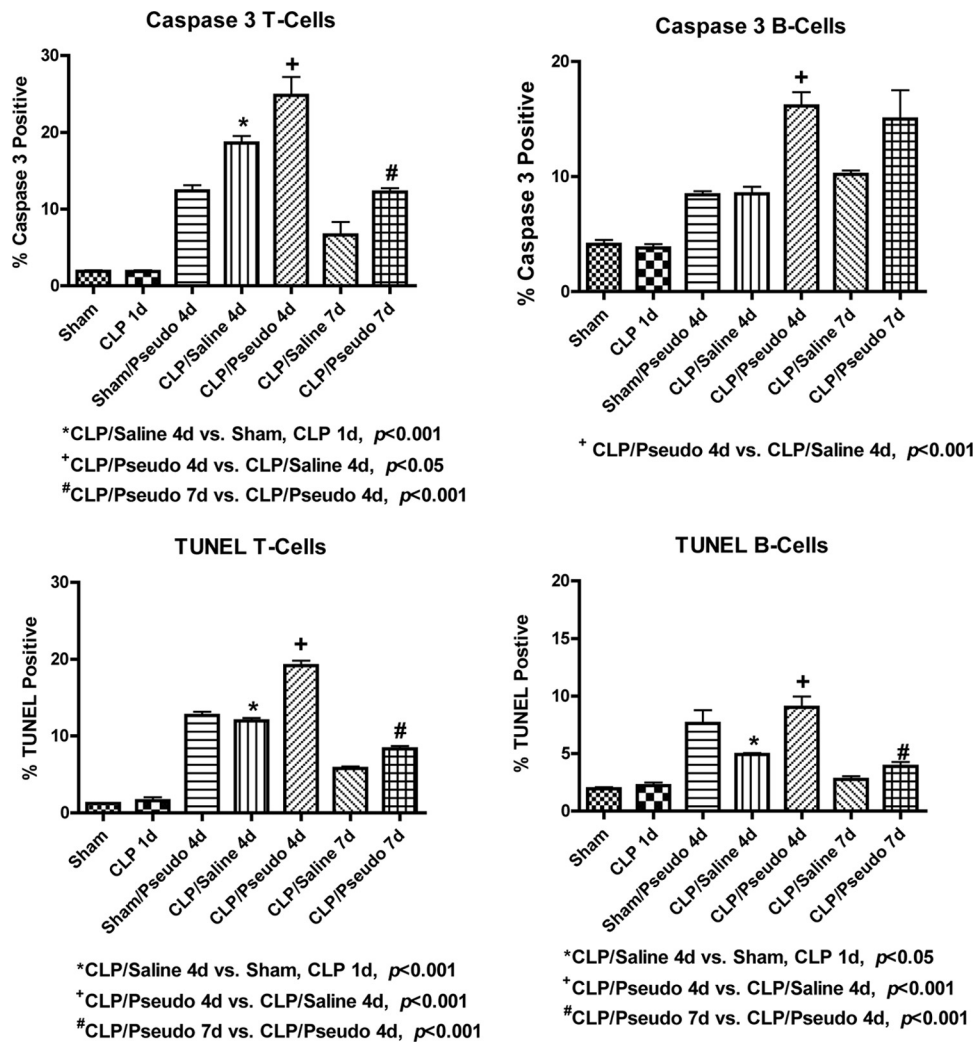 Caspase 3 T-Cells
% Caspase 3 Positive
30
20
10
0
*
+
#
Sham
CLP 1d
Sham/Pseudo 4d
CLP/Saline 4d
CLP/Pseudo 4d
CLP/Saline 7d
CLP/Pseudo 7d
*CLP/Saline 4d vs. Sham, CLP 1d, p<0.001
+CLP/Pseudo 4d vs. CLP/Saline 4d, p<0.05
#CLP/Pseudo 7d vs. CLP/Pseudo 4d, p<0.001
Caspase 3 B-Cells
% Caspase 3 Positive
20
10
0
+
Sham
CLP 1d
Sham/Pseudo 4d
CLP/Saline 4d
CLP/Pseudo 4d
CLP/Saline 7d
CLP/Pseudo 7d
+ CLP/Pseudo 4d vs. CLP/Saline 4d, p<0.001
TUNEL T-Cells
% TUNEL Positive
30
20
10
0
*
+
#
Sham
CLP 1d
Sham/Pseudo 4d
CLP/Saline 4d
CLP/Pseudo 4d
CLP/Saline 7d
CLP/Pseudo 7d
*CLP/Saline 4d vs. Sham, CLP 1d, p<0.001
+CLP/Pseudo 4d vs. CLP/Saline 4d, p<0.001
#CLP/Pseudo 7d vs. CLP/Pseudo 4d, p<0.001
TUNEL B-Cells
% TUNEL Postive
20
15
10
5
0
*
+
#
Sham
CLP 1d
Sham/Pseudo 4d
CLP/Saline 4d
CLP/Pseudo 4d
CLP/Saline 7d
CLP/Pseudo 7d
*CLP/Saline 4d vs. Sham, CLP 1d, p<0.05
+CLP/Pseudo 4d vs. CLP/Saline 4d, p<0.001
#CLP/Pseudo 7d vs. CLP/Pseudo 4d, p<0.001